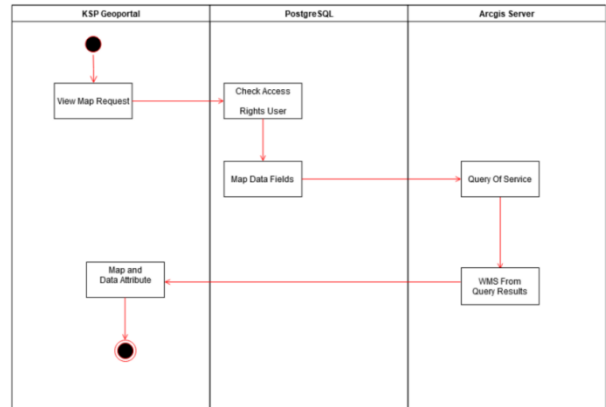 KSP Geoportal
PostgreSQL
Arcgis Server
View Map Request
Check Access
Rights User
Map Data Fields
Query Of Service
Map and
Data Attribute
WMS From
Query Results